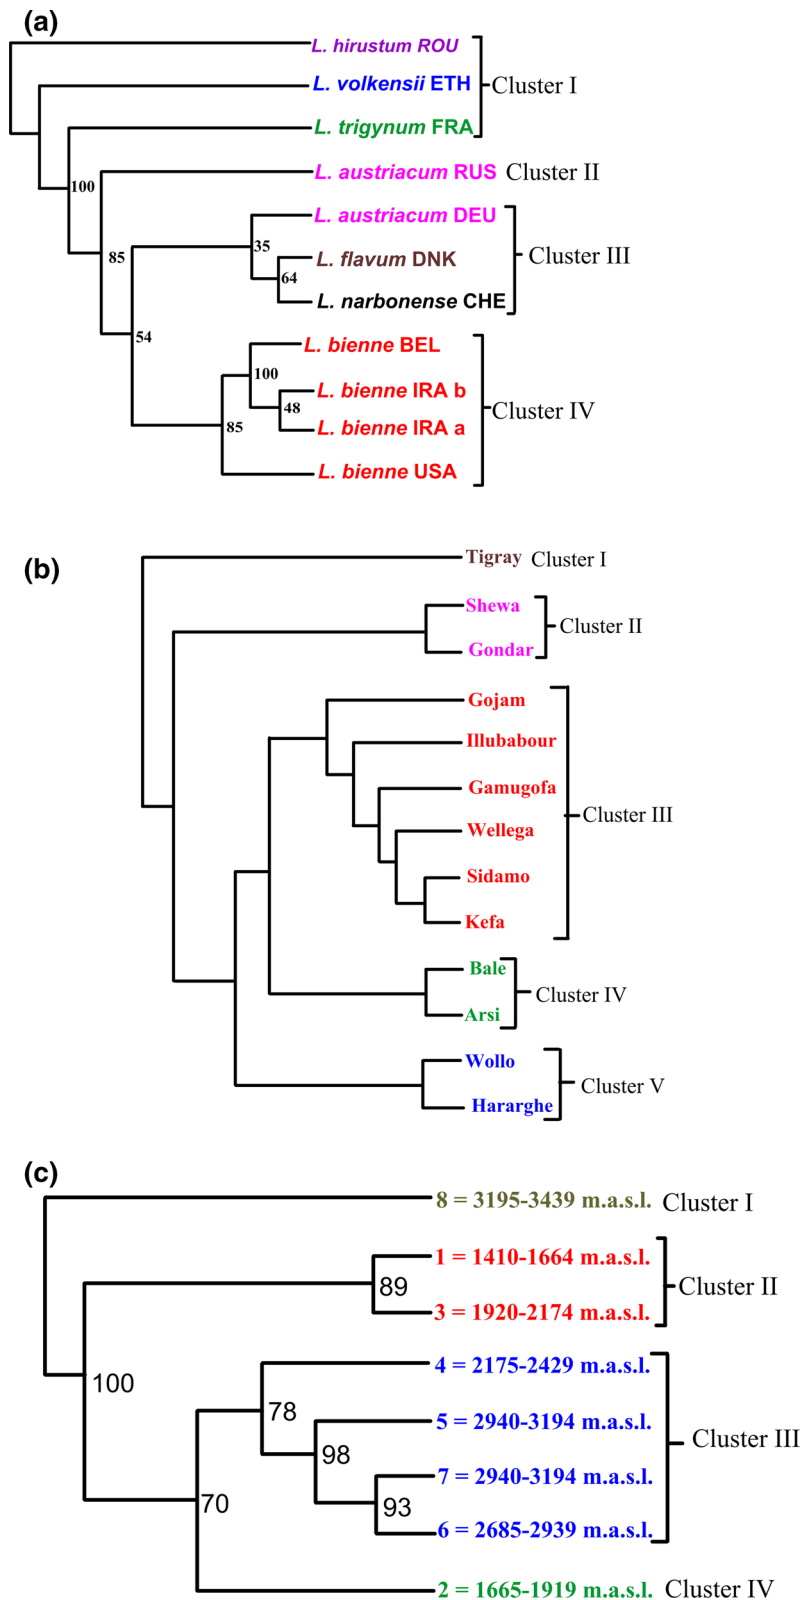 (a)
L. hirustum ROU
L. volkensii ETH
Cluster I
L. trigynum FRA
100
L. austriacum RUS
Cluster II
85
L. austriacum DEU
35
L. flavum DNK
Cluster III
64
L. narbonense CHE
54
L. bienne BEL
100
L. bienne IRA b
48
Cluster IV
L. bienne IRA a
85
L. bienne USA
(b)
Tigray
Cluster I
Shewa
Cluster II
Gondar
Gojam
Illubabour
Gamugofa
Cluster III
Wellega
Sidamo
Kefa
Bale
Cluster IV
Arsi
Wollo
Cluster V
Hararghe
(c)
8 = 3195-3439 m.a.s.l.
Cluster I
1 = 1410-1664 m.a.s.l.
89
Cluster II
3 = 1920-2174 m.a.s.l.
100
4 = 2175-2429 m.a.s.l.
78
5 = 2940-3194 m.a.s.l.
Cluster III
98
7 = 2940-3194 m.a.s.l.
93
6 = 2685-2939 m.a.s.l.
70
2 = 1665-1919 m.a.s.l.
Cluster IV